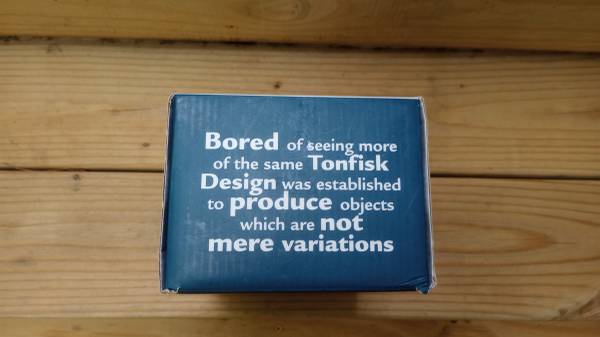 Bored of seeing more
of the same Tonfisk
Design was established
to produce objects
which are not
mere variations